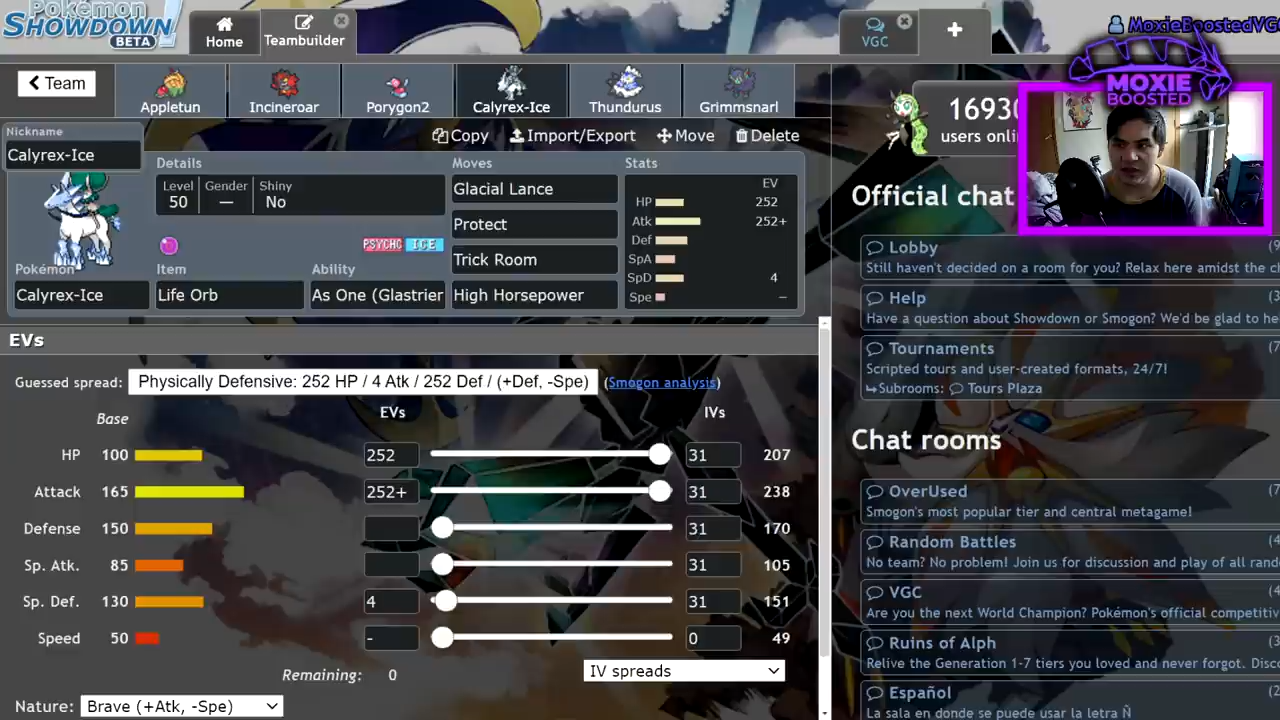 Pokémon
SHOWDOWN!
BETA
Home
Teambuilder
VGC
MoxieBoostedVGC
Team
Appletun
Incineroar
Porygon2
Calyrex-Ice
Thundurus
Grimmsnarl
MOXIE
BOOSTED
Copy
Import/Export
Move
Delete
16930
users onli
Nickname
Calyrex-Ice
Details
Level
Gender
Shiny
50
—
No
PSYCHC
ICE
Pokémon
Calyrex-Ice
Item
Life Orb
Ability
As One (Glastrier
Moves
Glacial Lance
Protect
Trick Room
High Horsepower
Stats
EV
HP 252
Atk 252+
Def
SpA
SpD 4
Spe –
EVs
Guessed spread: Physically Defensive: 252 HP / 4 Atk / 252 Def / (+Def, -Spe) (Smogon analysis)
Base EVs IVs
HP 100 252 31 207
Attack 165 252+ 31 238
Defense 150 31 170
Sp. Atk. 85 31 105
Sp. Def. 130 4 31 151
Speed 50 - 0 49
Remaining: 0
IV spreads
Nature: Brave (+Atk, -Spe)
Official chat
Lobby (9
Still haven't decided on a room for you? Relax here amidst the ch
Help (3
Have a question about Showdown or Smogon? We'd be glad to he
Tournaments
Scripted tours and user-created formats, 24/7!
Subrooms: Tours Plaza
Chat rooms
OverUsed (7
Smogon's most popular tier and central metagame!
Random Battles (4
No team? No problem! Join us for discussion and play of all rand
VGC (4
Are you the next World Champion? Pokémon's official competitiv
Ruins of Alph (3
Relive the Generation 1-7 tiers you loved and never forgot. Disc
Español (2
La sala en donde se puede usar la letra Ñ